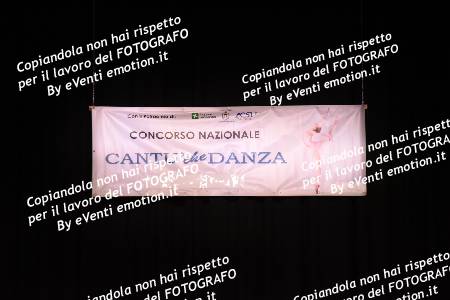 Copiandola non hai rispetto
per il lavoro del FOTOGRAFO
By eVenti emotion.it
Copiandola non hai rispetto
per il lavoro del FOTOGRAFO
By eVenti emotion.it
CONCORSO NAZIONALE
CANTU' che DANZA
Copiandola non hai rispetto
per il lavoro del FOTOGRAFO
By eVenti emotion.it
Copiandola non hai rispetto
per il lavoro del FOTOGRAFO
By eVenti emotion.it
Copiandola non hai rispetto
per il lavoro del FOTOGRAFO
Copiandola non hai rispetto
per il lavoro del FOTOGRAFO